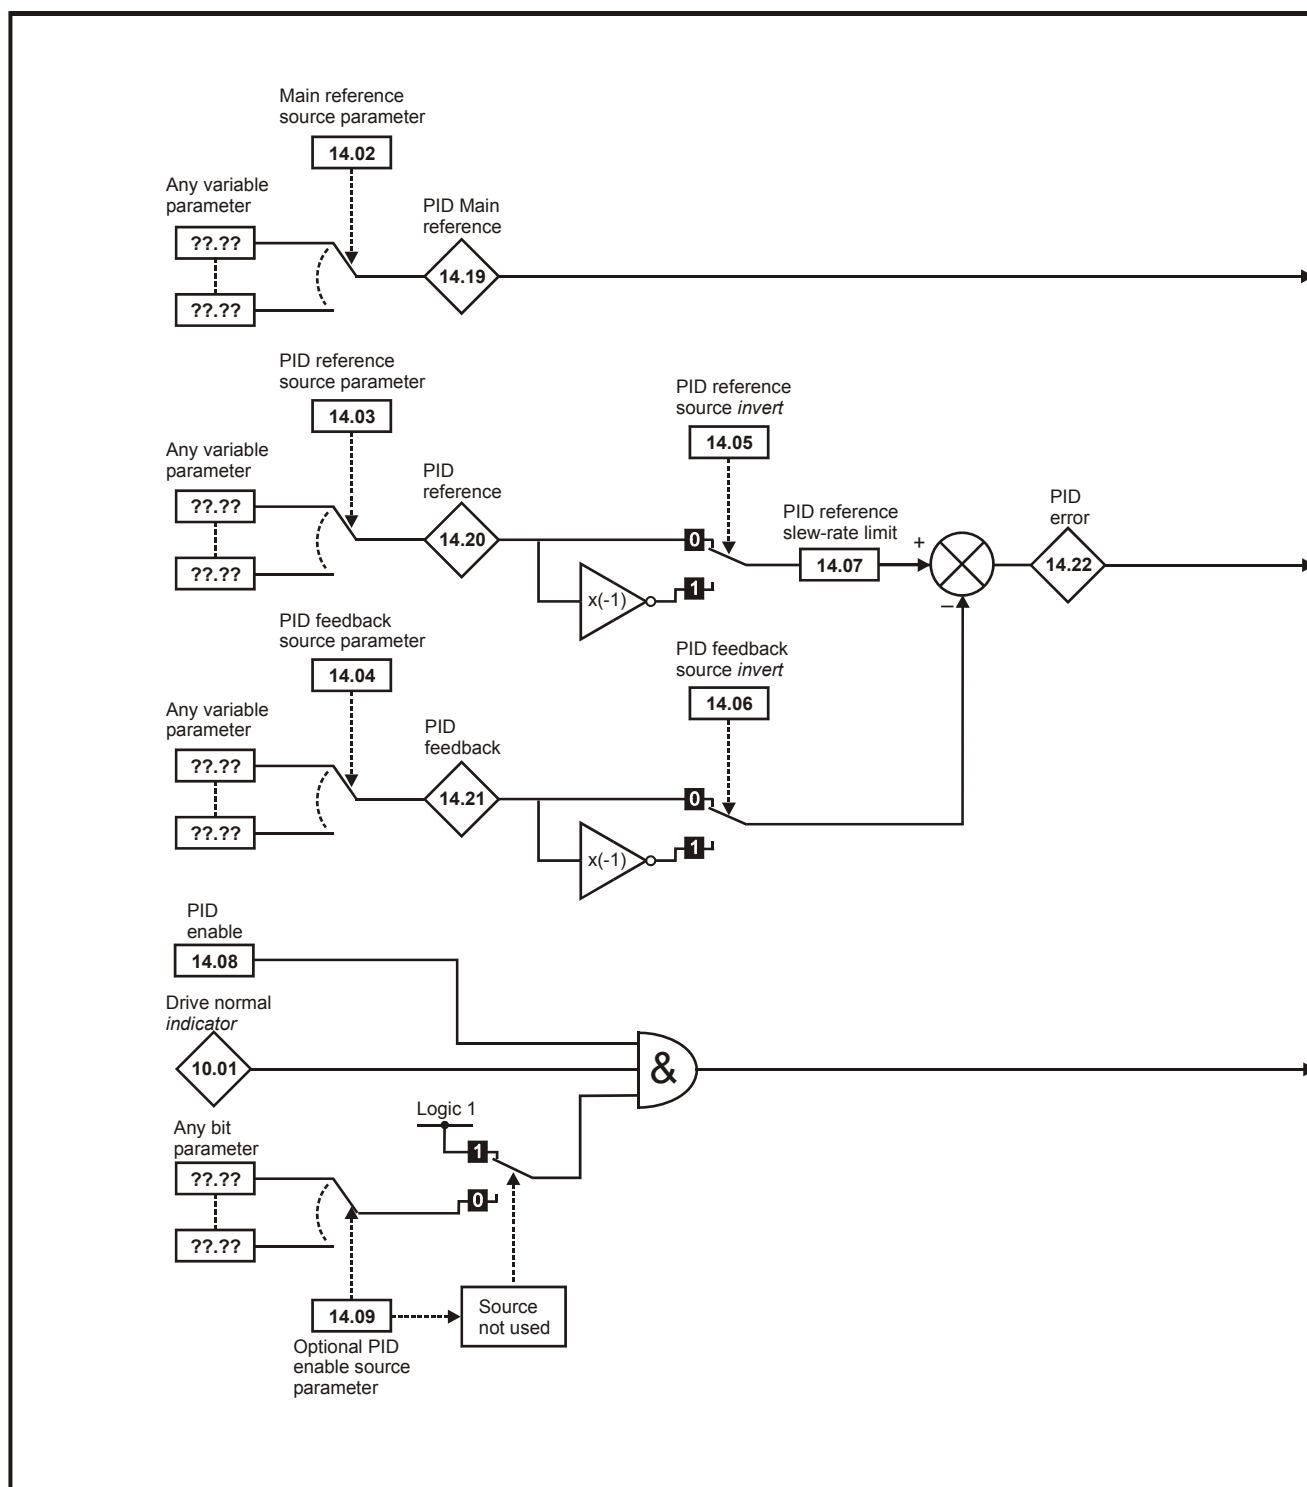 Main reference
source parameter
14.02
Any variable
parameter
??.??
??.??
PID Main
reference
14.19
PID reference
source parameter
14.03
Any variable
parameter
??.??
??.??
PID
reference
14.20
x(-1)
PID reference
source invert
14.05
0
1
PID reference
slew-rate limit
14.07
+
–
PID
error
14.22
PID feedback
source parameter
14.04
Any variable
parameter
??.??
??.??
PID
feedback
14.21
x(-1)
PID feedback
source invert
14.06
0
1
PID
enable
14.08
Drive normal
indicator
10.01
&
Logic 1
1
0
Any bit
parameter
??.??
??.??
14.09
Optional PID
enable source
parameter
Source
not used